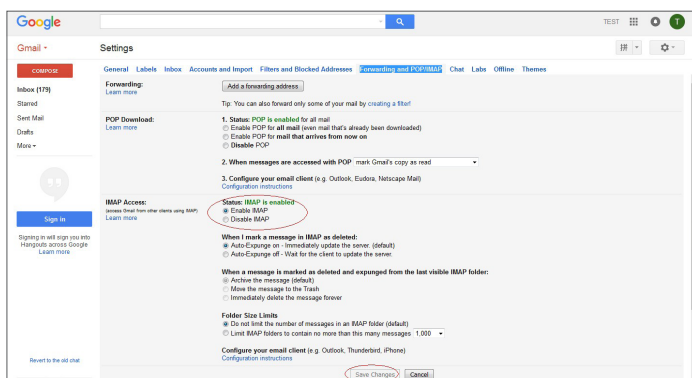 Google
TEST
T
Gmail
Settings
COMPOSE
General Labels Inbox Accounts and Import Filters and Blocked Addresses Forwarding and POP/IMAP Chat Labs Offline Themes
Inbox (179)
Starred
Sent Mail
Drafts
More
Sign in
Signing in will sign you into
Hangouts across Google
Learn more
Revert to the old chat
Forwarding:
Learn more
Add a forwarding address
Tip: You can also forward only some of your mail by creating a filter!
POP Download:
Learn more
1. Status: POP is enabled for all mail
Enable POP for all mail (even mail that's already been downloaded)
Enable POP for mail that arrives from now on
Disable POP
2. When messages are accessed with POP mark Gmail's copy as read
3. Configure your email client (e.g. Outlook, Eudora, Netscape Mail)
Configuration instructions
IMAP Access:
(access Gmail from other clients using IMAP)
Learn more
Status: IMAP is enabled
Enable IMAP
Disable IMAP
When I mark a message in IMAP as deleted:
Auto-Expunge on - Immediately update the server. (default)
Auto-Expunge off - Wait for the client to update the server.
When a message is marked as deleted and expunged from the last visible IMAP folder:
Archive the message (default)
Move the message to the Trash
Immediately delete the message forever
Folder Size Limits
Do not limit the number of messages in an IMAP folder (default)
Limit IMAP folders to contain no more than this many messages 1,000
Configure your email client (e.g. Outlook, Thunderbird, iPhone)
Configuration instructions
Save Changes Cancel